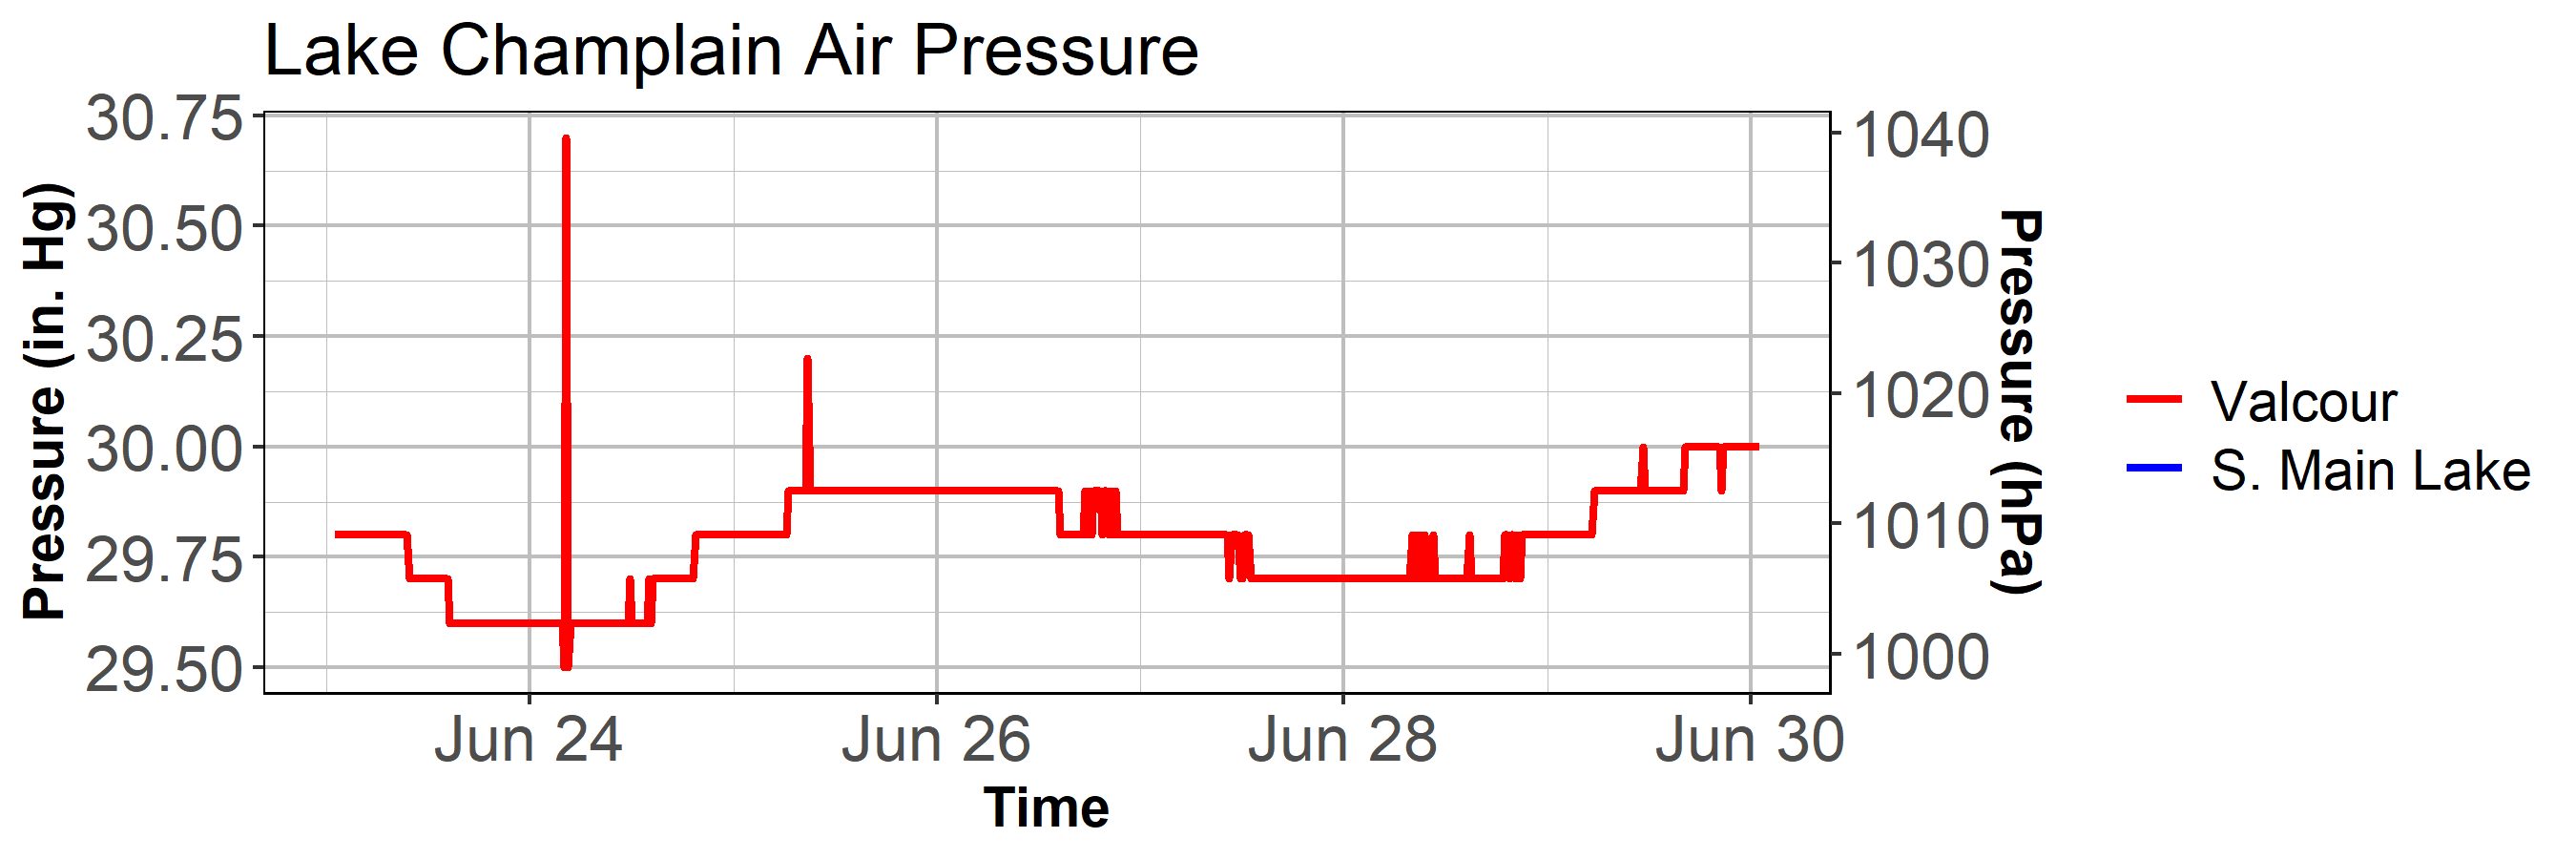 Lake Champlain Air Pressure
Pressure (in. Hg)
30.75
30.50
30.25
30.00
29.75
29.50
1040
1030
1020
1010
1000
Pressure (hPa)
Jun 24
Jun 26
Jun 28
Jun 30
Time
Valcour
S. Main Lake